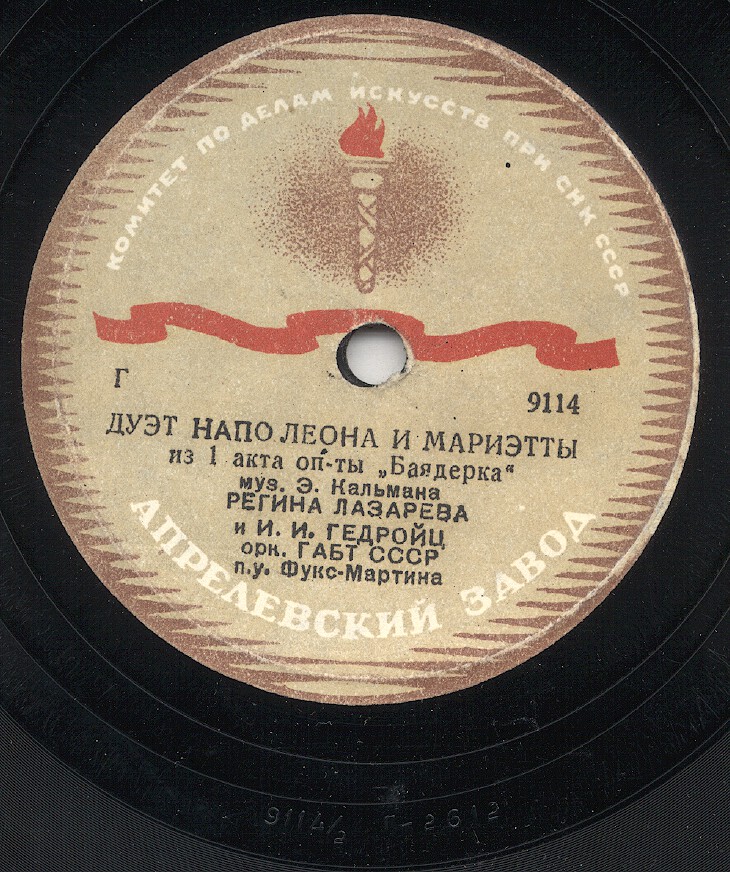 КОМИТЕТ ПО ДЕЛАМ ИСКУССТВ ПРИ СНК СССР
Г
9114
ДУЭТ НАПОЛЕОНА И МАРИЭТТЫ
из 1 акта оп-ты „Баядерка“
муз. Э. Кальмана
РЕГИНА ЛАЗАРЕВА
и И. И. ГЕДРОЙЦ
орк. ГАБТ СССР
п.у. Фукс-Мартина
АПРЕЛЕВСКИЙ ЗАВОД
9114/2 Г-2612